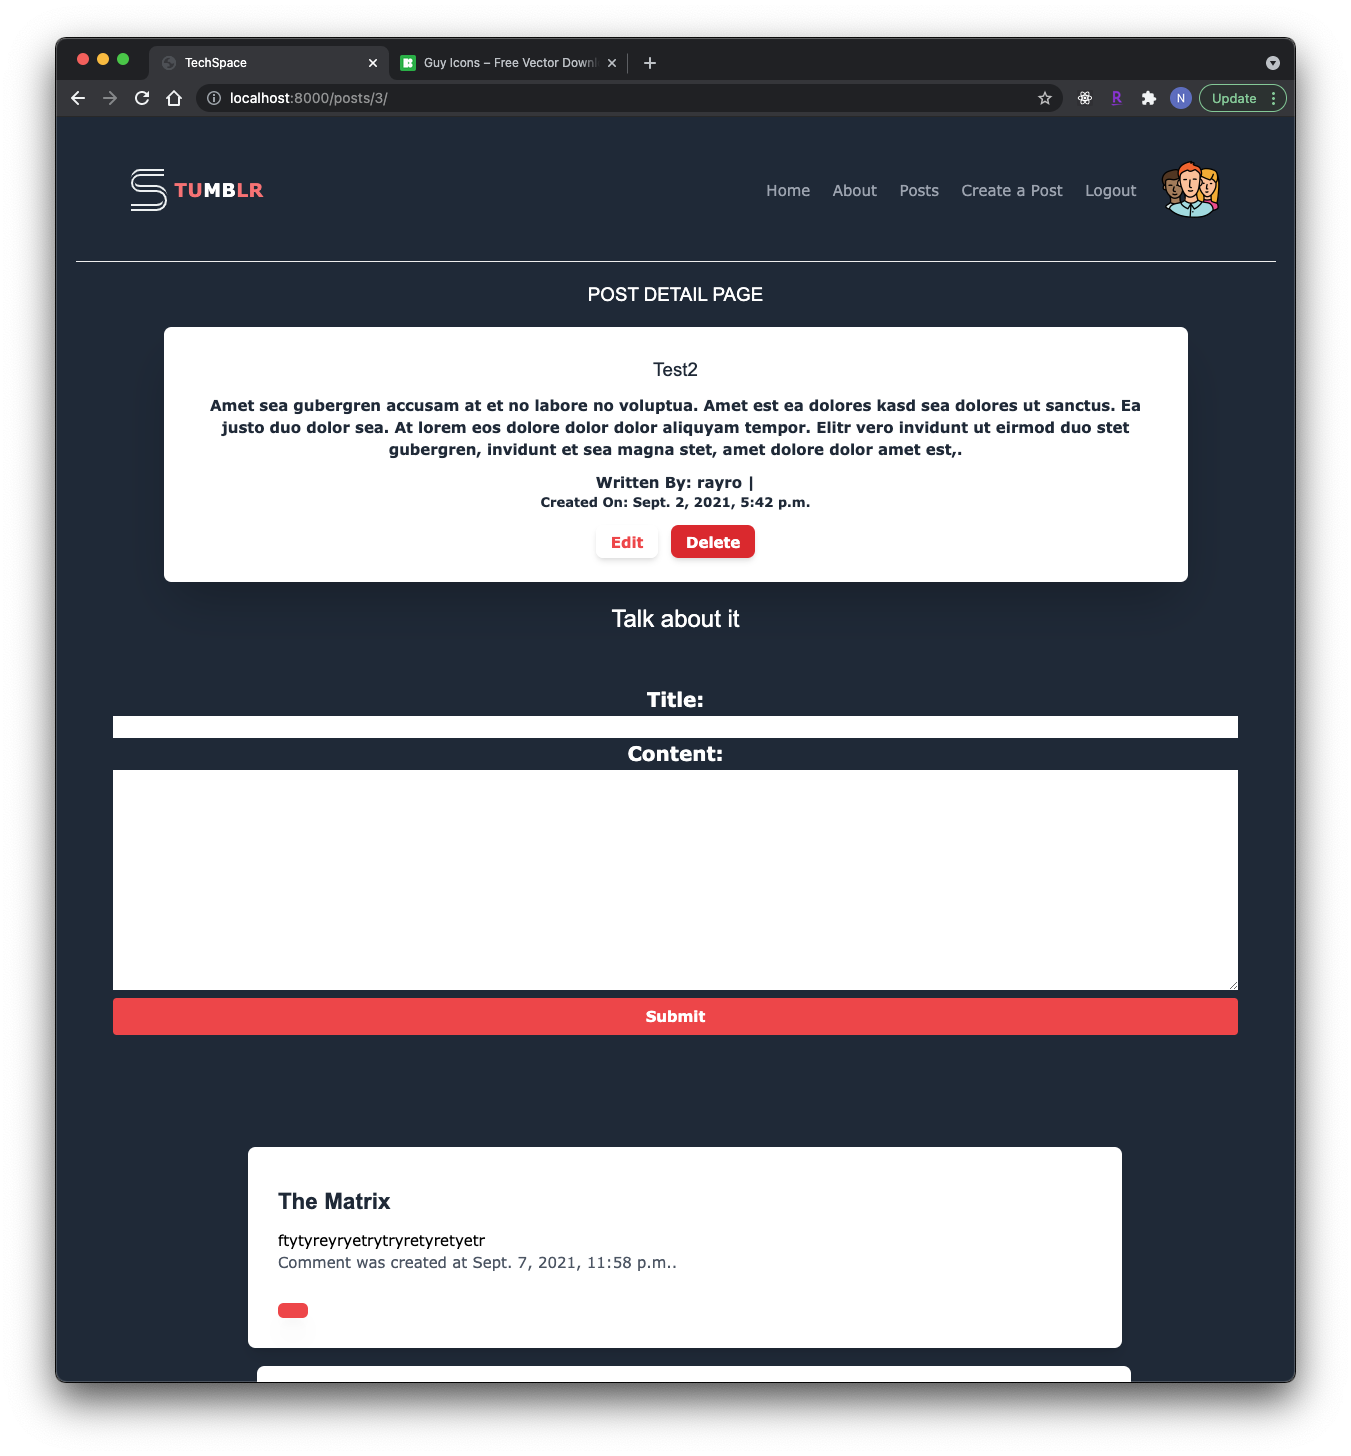 TechSpace
Guy Icons – Free Vector Downl
localhost:8000/posts/3/
R
N
Update
TUMBLR
Home
About
Posts
Create a Post
Logout
POST DETAIL PAGE
Test2
Amet sea gubergren accusam at et no labore no voluptua. Amet est ea dolores kasd sea dolores ut sanctus. Ea
justo duo dolor sea. At lorem eos dolore dolor dolor aliquyam tempor. Elitr vero invidunt ut eirmod duo stet
gubergren, invidunt et sea magna stet, amet dolore dolor amet est,.
Written By: rayro |
Created On: Sept. 2, 2021, 5:42 p.m.
Edit
Delete
Talk about it
Title:
Content:
Submit
The Matrix
ftytyreyryetrytryretyretyetr
Comment was created at Sept. 7, 2021, 11:58 p.m..